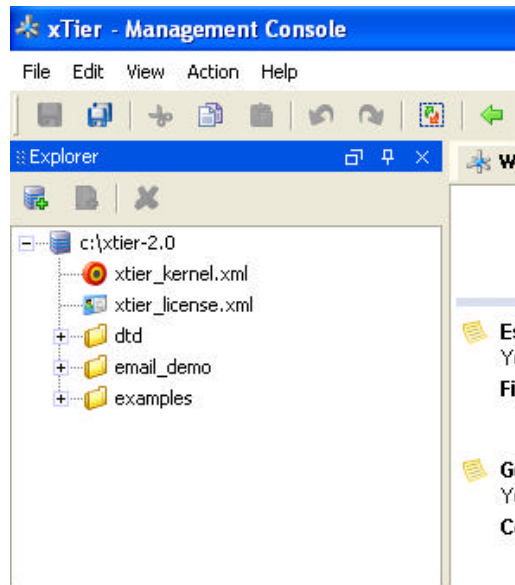 xTier - Management Console
File Edit View Action Help
Explorer
c:\xtier-2.0
xtier_kernel.xml
xtier_license.xml
dtd
email_demo
examples